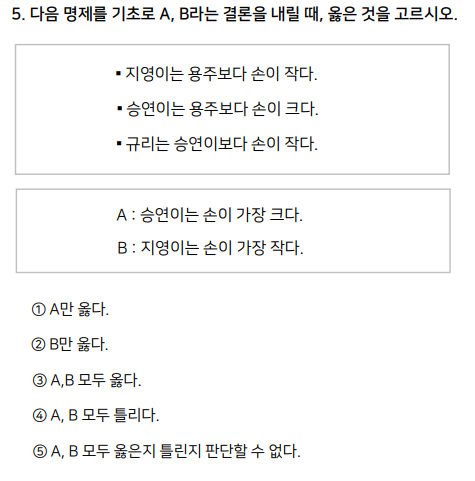 5. 다음 명제를 기초로 A, B라는 결론을 내릴 때, 옳은 것을 고르시오.
▪ 지영이는 용주보다 손이 작다.
▪ 승연이는 용주보다 손이 크다.
▪ 규리는 승연이보다 손이 작다.
A : 승연이는 손이 가장 크다.
B : 지영이는 손이 가장 작다.
① A만 옳다.
② B만 옳다.
③ A,B 모두 옳다.
④ A, B 모두 틀리다.
⑤ A, B 모두 옳은지 틀린지 판단할 수 없다.